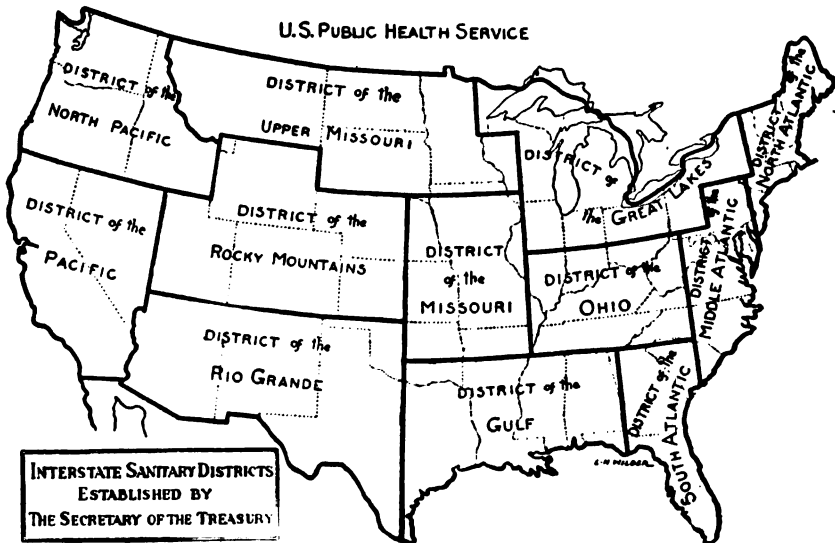 U.S. PUBLIC HEALTH SERVICE
DISTRICT of the
NORTH PACIFIC
DISTRICT of the
UPPER MISSOURI
DISTRICT of
the GREAT LAKES
DISTRICT of the
NORTH ATLANTIC
DISTRICT of the
PACIFIC
DISTRICT of the
ROCKY MOUNTAINS
DISTRICT
of the
MISSOURI
DISTRICT of the
OHIO
DISTRICT of the
MIDDLE ATLANTIC
DISTRICT of the
RIO GRANDE
DISTRICT of the
GULF
DISTRICT of the
SOUTH ATLANTIC
L.H WILDER
INTERSTATE SANITARY DISTRICTS
ESTABLISHED BY
THE SECRETARY OF THE TREASURY